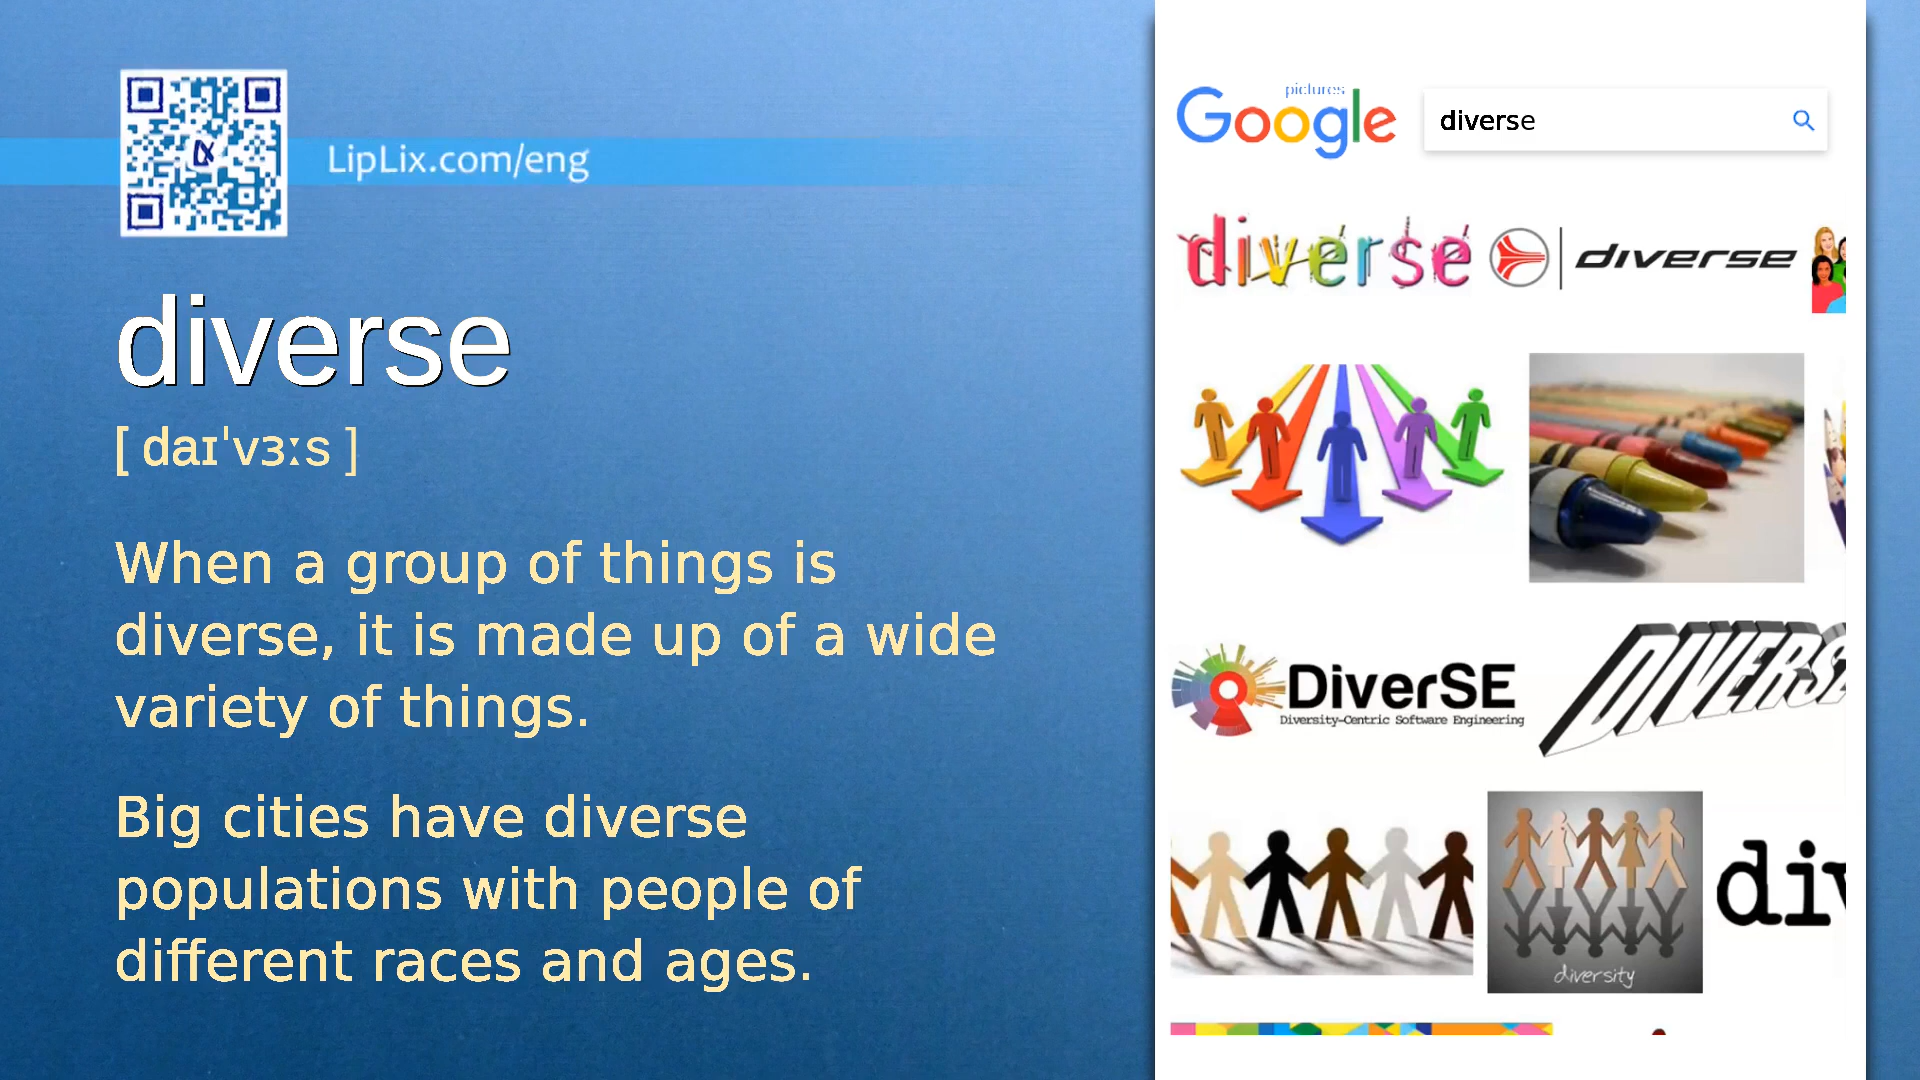 LipLix.com/eng
diverse
[ daɪˈvɜːs ]
When a group of things is
diverse, it is made up of a wide
variety of things.
Big cities have diverse
populations with people of
different races and ages.
pictures
Google
diverse
diverse
diverse
DiverSE
Diversity-Centric Software Engineering
DIVERSE
diversity
div